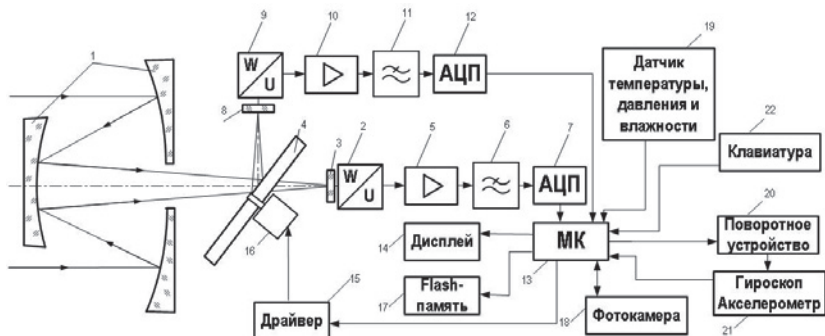 1
9
10
11
12
19
W
U
АЦП
Датчик
температуры,
давления и
влажности
8
4
3
2
5
6
7
22
Клавиатура
W
U
АЦП
20
Поворотное
устройство
16
14
Дисплей
МК
13
15
17
Flash-
память
Гироскоп
Акселерометр
21
Драйвер
18
Фотокамера